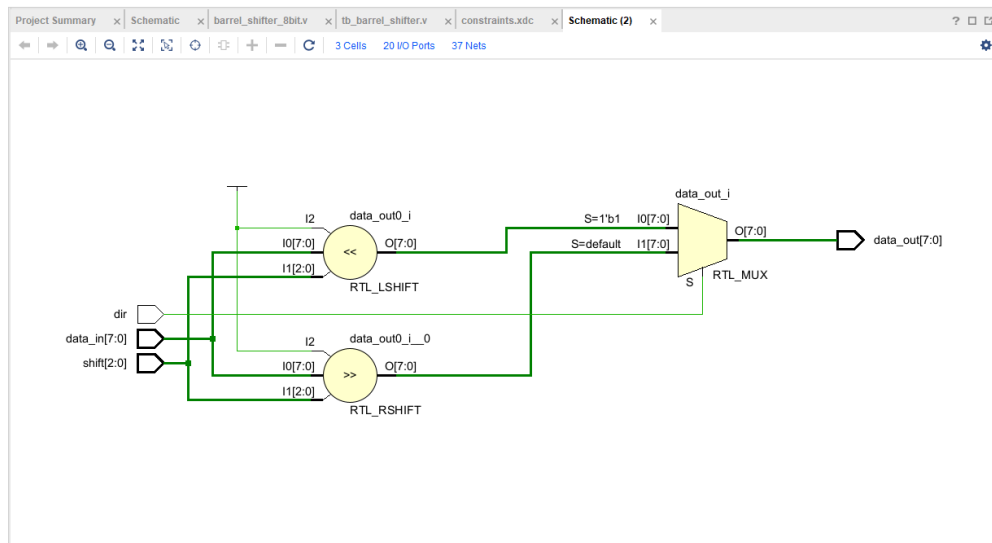 Project Summary
Schematic
barrel_shifter_8bit.v
tb_barrel_shifter.v
constraints.xdc
Schematic (2)
3 Cells 20 I/O Ports 37 Nets
data_out_i
I2 data_out0_i S=1'b1 I0[7:0]
I0[7:0] << O[7:0] S=default I1[7:0] O[7:0] data_out[7:0]
I1[2:0]
RTL_LSHIFT S RTL_MUX
dir
data_in[7:0] I2 data_out0_i__0
shift[2:0] I0[7:0] >> O[7:0]
I1[2:0]
RTL_RSHIFT